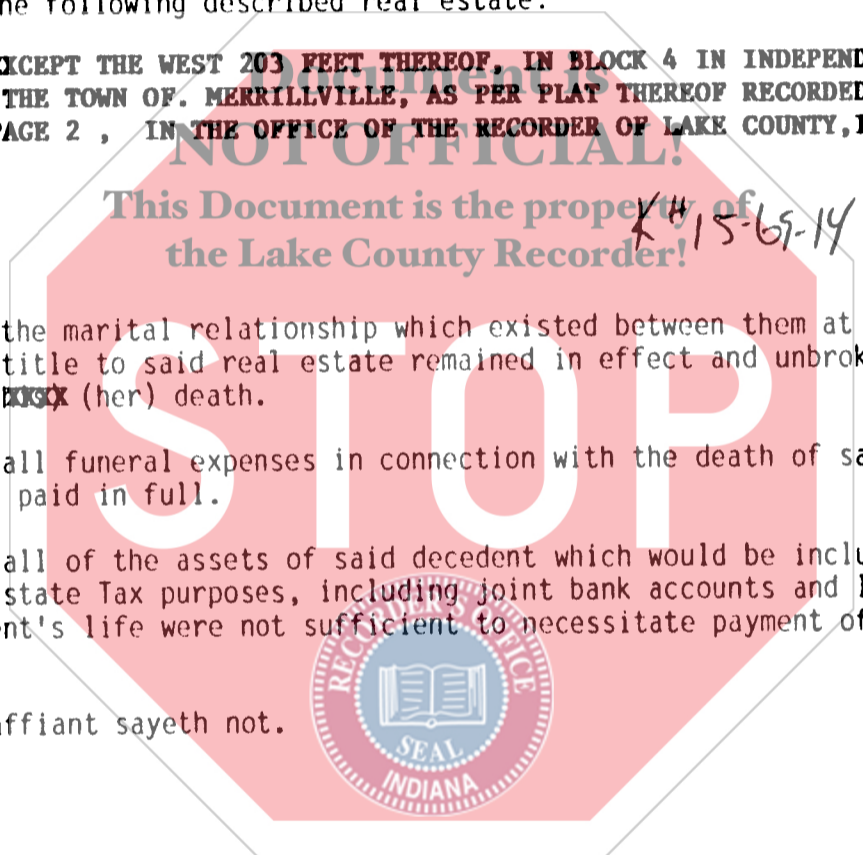 he following described real estate:
XCEPT THE WEST 203 FEET THEREOF, IN BLOCK 4 IN INDEPEND
THE TOWN OF. MERRILLVILLE, AS PER PLAT THEREOF RECORDED
AGE 2 , IN THE OFFICE OF THE RECORDER OF LAKE COUNTY,
Document is
NOT OFFICIAL!
This Document is the property of
the Lake County Recorder!
K# 15-69-14
the marital relationship which existed between them at
title to said real estate remained in effect and unbrok
(her) death.
all funeral expenses in connection with the death of sa
paid in full.
all of the assets of said decedent which would be inclu
state Tax purposes, including joint bank accounts and
nt's life were not sufficient to necessitate payment of
ffiant sayeth not.
STOP
RECORDER'S OFFICE
SEAL
INDIANA